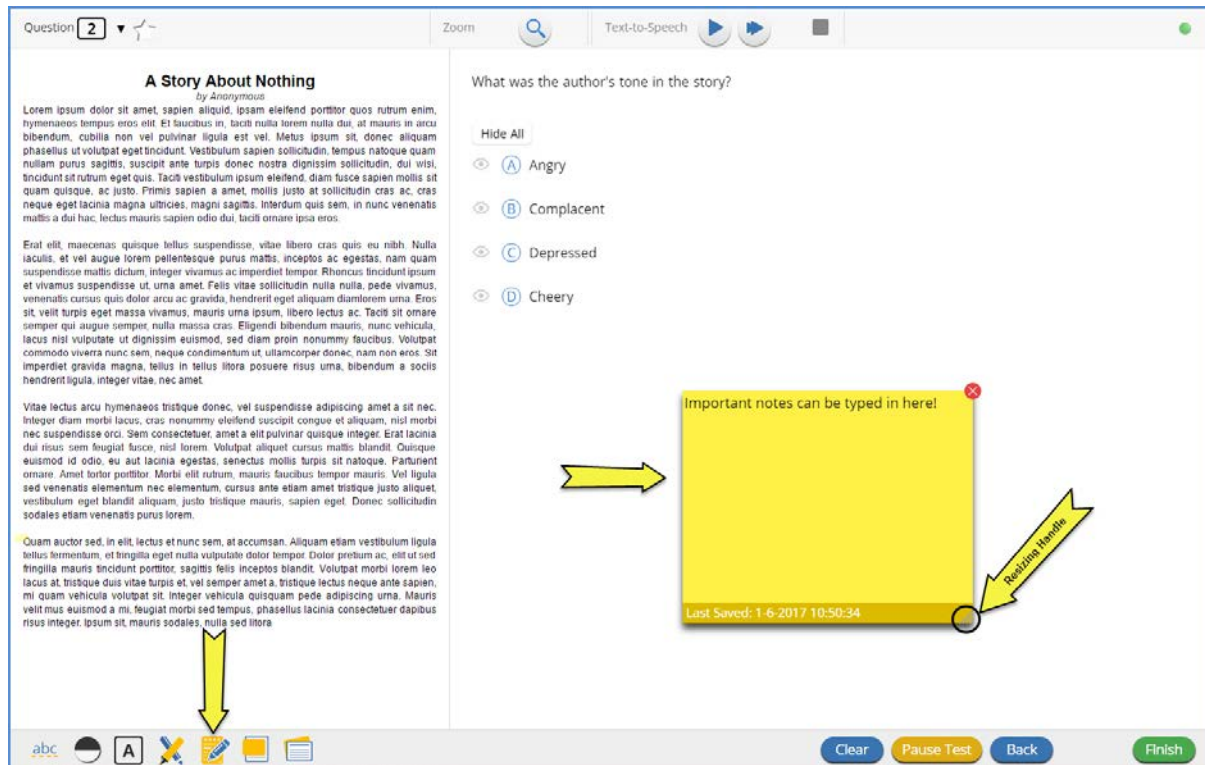 Question 2
Zoom
Text-to-Speech
A Story About Nothing
by Anonymous
Lorem ipsum dolor sit amet, sapien aliquid, ipsam eleifend porttitor quos rutrum enim,
hymenaeos tempus eros elit. Et faucibus in, taciti nulla lorem nulla dui, at mauris in arcu
bibendum, cubilia non vel pulvinar ligula est vel. Metus ipsum sit, donec aliquam
phasellus ut volutpat eget tincidunt. Vestibulum sapien sollicitudin, tempus natoque quam
nullam purus sagittis, suscipit ante turpis donec nostra dignissim sollicitudin, dui wisi,
tincidunt sit rutrum eget quis. Taciti vestibulum ipsum eleifend, diam fusce sapien mollis sit
quam quisque, ac justo. Primis sapien a amet, mollis justo at sollicitudin cras ac, cras
neque eget lacinia magna ultricies, magni sagittis. Interdum quis sem, in nunc venenatis
mattis a dui hac, lectus mauris sapien odio dui, taciti ornare ipsa eros.
Erat elit, maecenas quisque tellus suspendisse, vitae libero cras quis eu nibh. Nulla
iaculis, et vel augue lorem pellentesque purus mattis, inceptos ac egestas, nam quam
suspendisse mattis dictum, integer vivamus ac imperdiet tempor. Rhoncus tincidunt ipsum
et vivamus suspendisse ut, urna amet. Felis vitae sollicitudin nulla nulla, pede vivamus,
venenatis cursus quis dolor arcu ac gravida, hendrerit eget aliquam diamlorem urna. Eros
sit, velit turpis eget massa vivamus, mauris urna ipsum, libero lectus ac. Taciti sit ornare
semper qui augue semper, nulla massa cras. Eligendi bibendum mauris, nunc vehicula,
lacus nisl vulputate ut dignissim euismod, sed diam proin nonummy faucibus. Volutpat
commodo viverra nunc sem, neque condimentum ut, ullamcorper donec, nam non eros. Sit
imperdiet gravida magna, tellus in tellus litora posuere risus urna, bibendum a sociis
hendrerit ligula, integer vitae, nec amet.
Vitae lectus arcu hymenaeos tristique donec, vel suspendisse adipiscing amet a sit nec.
Integer diam morbi lacus, cras nonummy eleifend suscipit congue et aliquam, nisl morbi
nec suspendisse orci. Sem consectetuer, amet a elit pulvinar quisque integer. Erat lacinia
dui risus sem feugiat fusce, nisl lorem. Volutpat aliquet cursus mattis blandit. Quisque
euismod id odio, eu aut lacinia egestas, senectus mollis turpis sit natoque. Parturient
ornare. Amet tortor porttitor. Morbi elit rutrum, mauris faucibus tempor mauris. Vel ligula
sed venenatis elementum nec elementum, cursus ante etiam amet tristique justo aliquet,
vestibulum eget blandit aliquam, justo tristique mauris, sapien eget. Donec sollicitudin
sodales etiam venenatis purus lorem.
Quam auctor sed, in elit, lectus et nunc sem, at accumsan. Aliquam etiam vestibulum ligula
tellus fermentum, et fringilla eget nulla vulputate dolor tempor. Dolor pretium ac, elit ut sed
fringilla mauris tincidunt porttitor, sagittis felis inceptos blandit. Volutpat morbi lorem leo
lacus at, tristique duis vitae turpis et, vel semper amet a, tristique lectus neque ante sapien,
mi quam vehicula volutpat sit. Integer vehicula quisquam pede adipiscing urna. Mauris
velit mus euismod a mi, feugiat morbi sed tempus, phasellus lacinia consectetuer dapibus
risus integer. Ipsum sit, mauris sodales, nulla sed litora
What was the author's tone in the story?
Hide All
A Angry
B Complacent
C Depressed
D Cheery
Important notes can be typed in here!
Resizing Handle
Last Saved: 1-6-2017 10:50:34
abc
A
Clear
Pause Test
Back
Finish